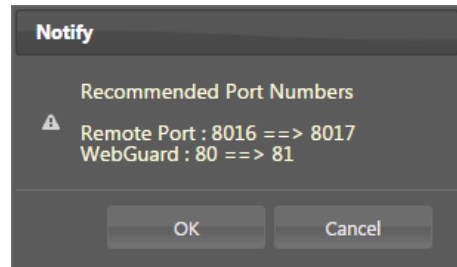 Notify
Recommended Port Numbers
Remote Port : 8016 ==> 8017
WebGuard : 80 ==> 81
OK
Cancel